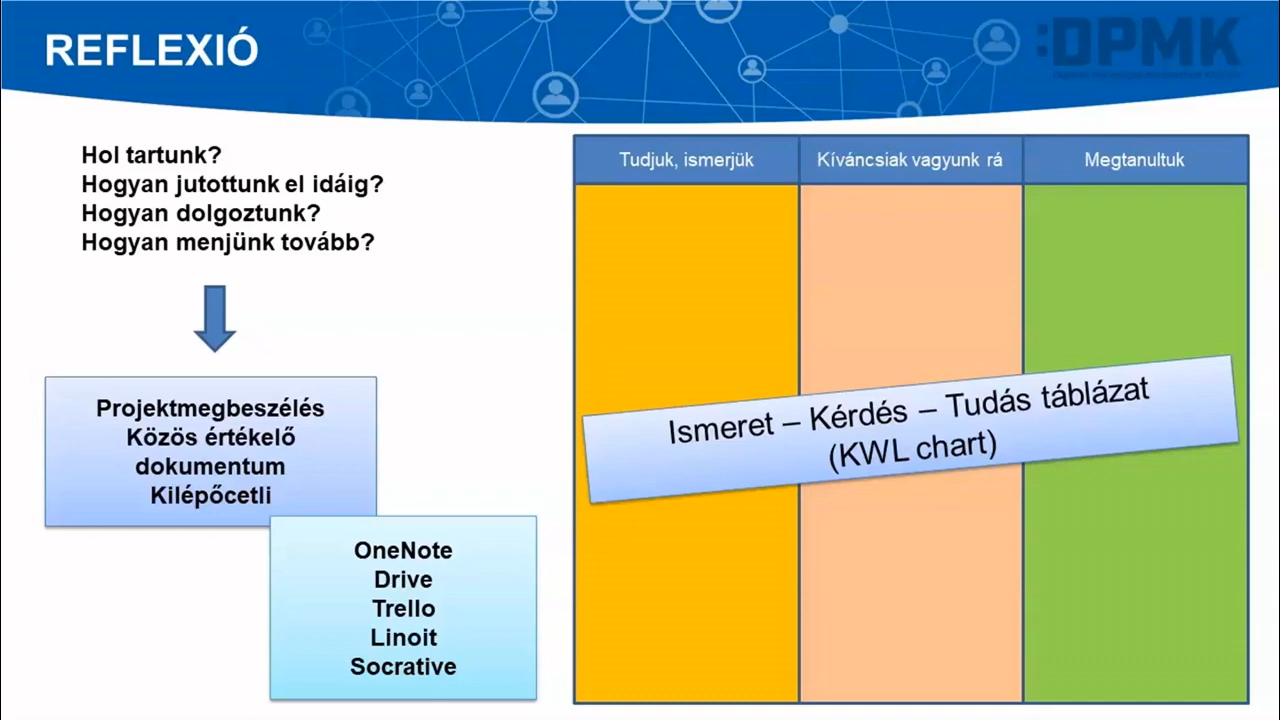 REFLEXIÓ
:DPMK
Hol tartunk?
Hogyan jutottunk el idáig?
Hogyan dolgoztunk?
Hogyan menjünk tovább?
Projektmegbeszélés
Közös értékelő
dokumentum
Kilépőcetli
OneNote
Drive
Trello
Linoit
Socrative
Tudjuk, ismerjük
Kíváncsiak vagyunk rá
Megtanultuk
Ismeret – Kérdés – Tudás táblázat
(KWL chart)